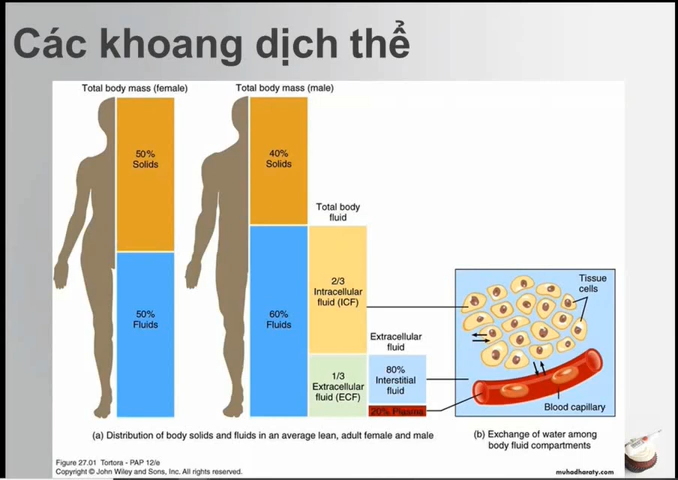 Các khoang dịch thể
Total body mass (female)
Total body mass (male)
50%
Solids
40%
Solids
Total body
fluid
50%
Fluids
60%
Fluids
2/3
Intracellular
fluid (ICF)
Tissue
cells
Extracellular
fluid
1/3
Extracellular
fluid (ECF)
80%
Interstitial
fluid
20% Plasma
Blood capillary
(a) Distribution of body solids and fluids in an average lean, adult female and male
(b) Exchange of water among
body fluid compartments
Figure 27.01 Tortora - PAP 12/e
Copyright © John Wiley and Sons, Inc. All rights reserved.
muhadharaty.com